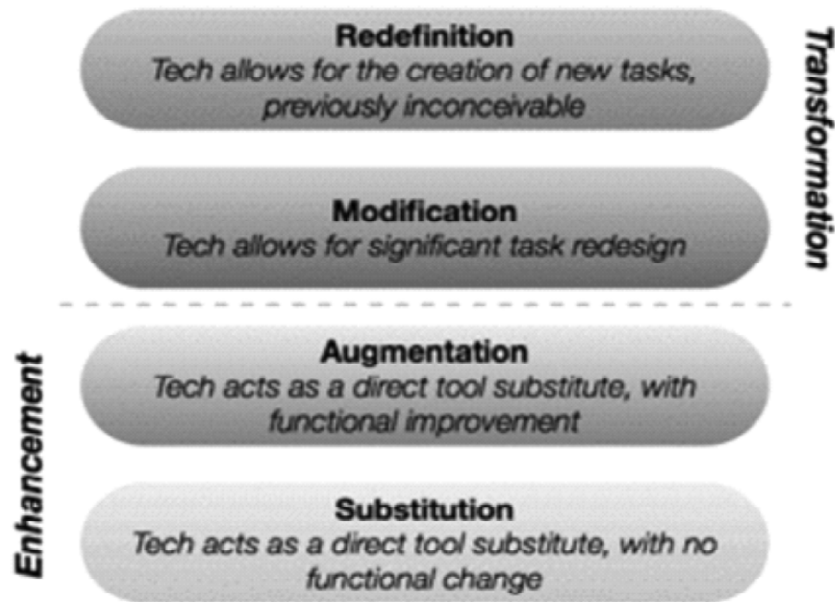 Redefinition
Tech allows for the creation of new tasks,
previously inconceivable
Transformation
Modification
Tech allows for significant task redesign
Augmentation
Tech acts as a direct tool substitute, with
functional improvement
Enhancement
Substitution
Tech acts as a direct tool substitute, with no
functional change